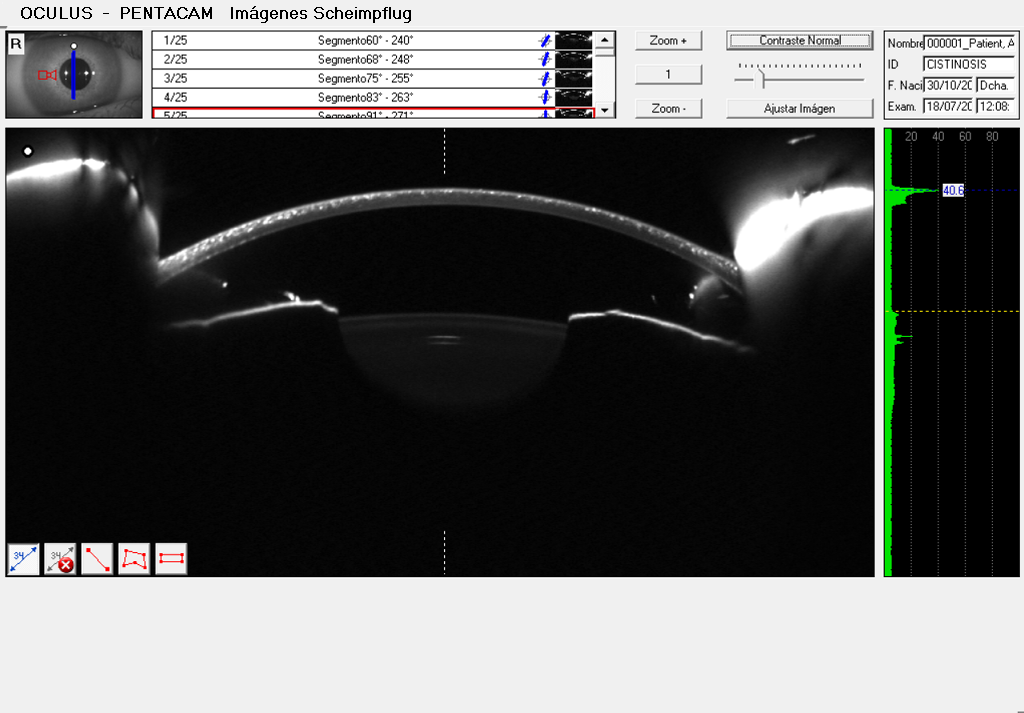 OCULUS - PENTACAM Imágenes Scheimpflug
R
1/25 Segmento60° - 240°
2/25 Segmento68° - 248°
3/25 Segmento75° - 255°
4/25 Segmento83° - 263°
5/25 Segmento91° - 271°
Zoom +
1
Zoom -
Contraste Normal
Ajustar Imágen
Nombre 000001_Patient, A
ID CISTINOSIS
F. Naci 30/10/20 Dcha.
Exam. 18/07/20 12:08:
20 40 60 80
40.6
34
34